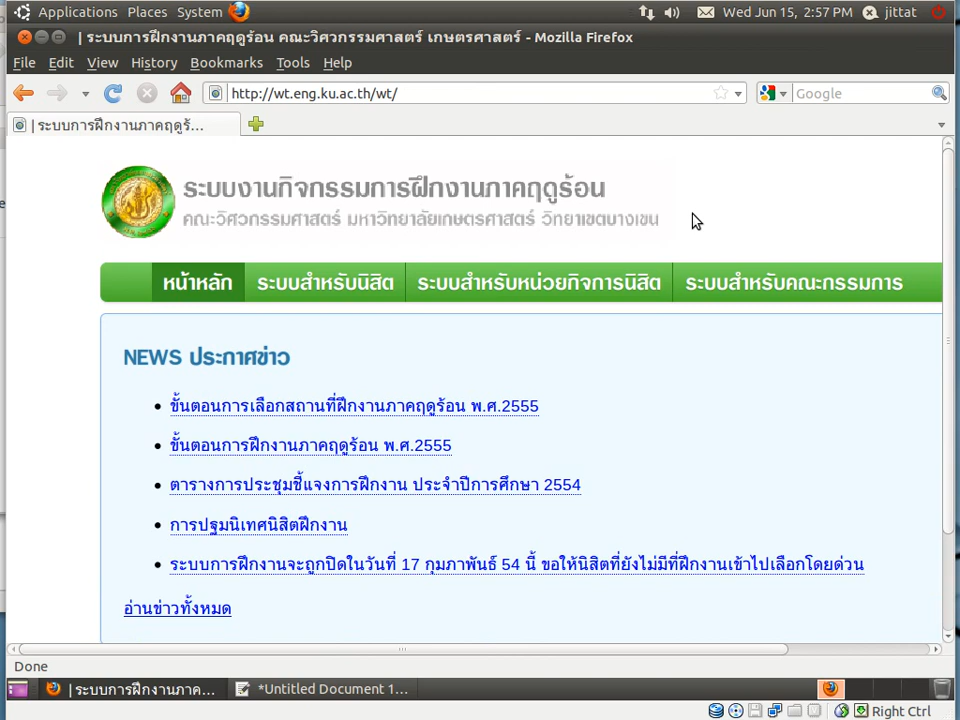 Applications Places System
Wed Jun 15, 2:57 PM jittat
| ระบบการฝึกงานภาคฤดูร้อน คณะวิศวกรรมศาสตร์ เกษตรศาสตร์ - Mozilla Firefox
File Edit View History Bookmarks Tools Help
http://wt.eng.ku.ac.th/wt/
Google
| ระบบการฝึกงานภาคฤดูร้...
ระบบงานกิจกรรมการฝึกงานภาคฤดูร้อน
คณะวิศวกรรมศาสตร์ มหาวิทยาลัยเกษตรศาสตร์ วิทยาเขตบางเขน
หน้าหลัก ระบบสำหรับนิสิต ระบบสำหรับหน่วยกิจการนิสิต ระบบสำหรับคณะกรรมการ
NEWS ประกาศข่าว
ขั้นตอนการเลือกสถานที่ฝึกงานภาคฤดูร้อน พ.ศ.2555
ขั้นตอนการฝึกงานภาคฤดูร้อน พ.ศ.2555
ตารางการประชุมชี้แจงการฝึกงาน ประจำปีการศึกษา 2554
การปฐมนิเทศนิสิตฝึกงาน
ระบบการฝึกงานจะถูกปิดในวันที่ 17 กุมภาพันธ์ 54 นี้ ขอให้นิสิตที่ยังไม่มีที่ฝึกงานเข้าไปเลือกโดยด่วน
อ่านข่าวทั้งหมด
Done
| ระบบการฝึกงานภาค... *Untitled Document 1...
Right Ctrl